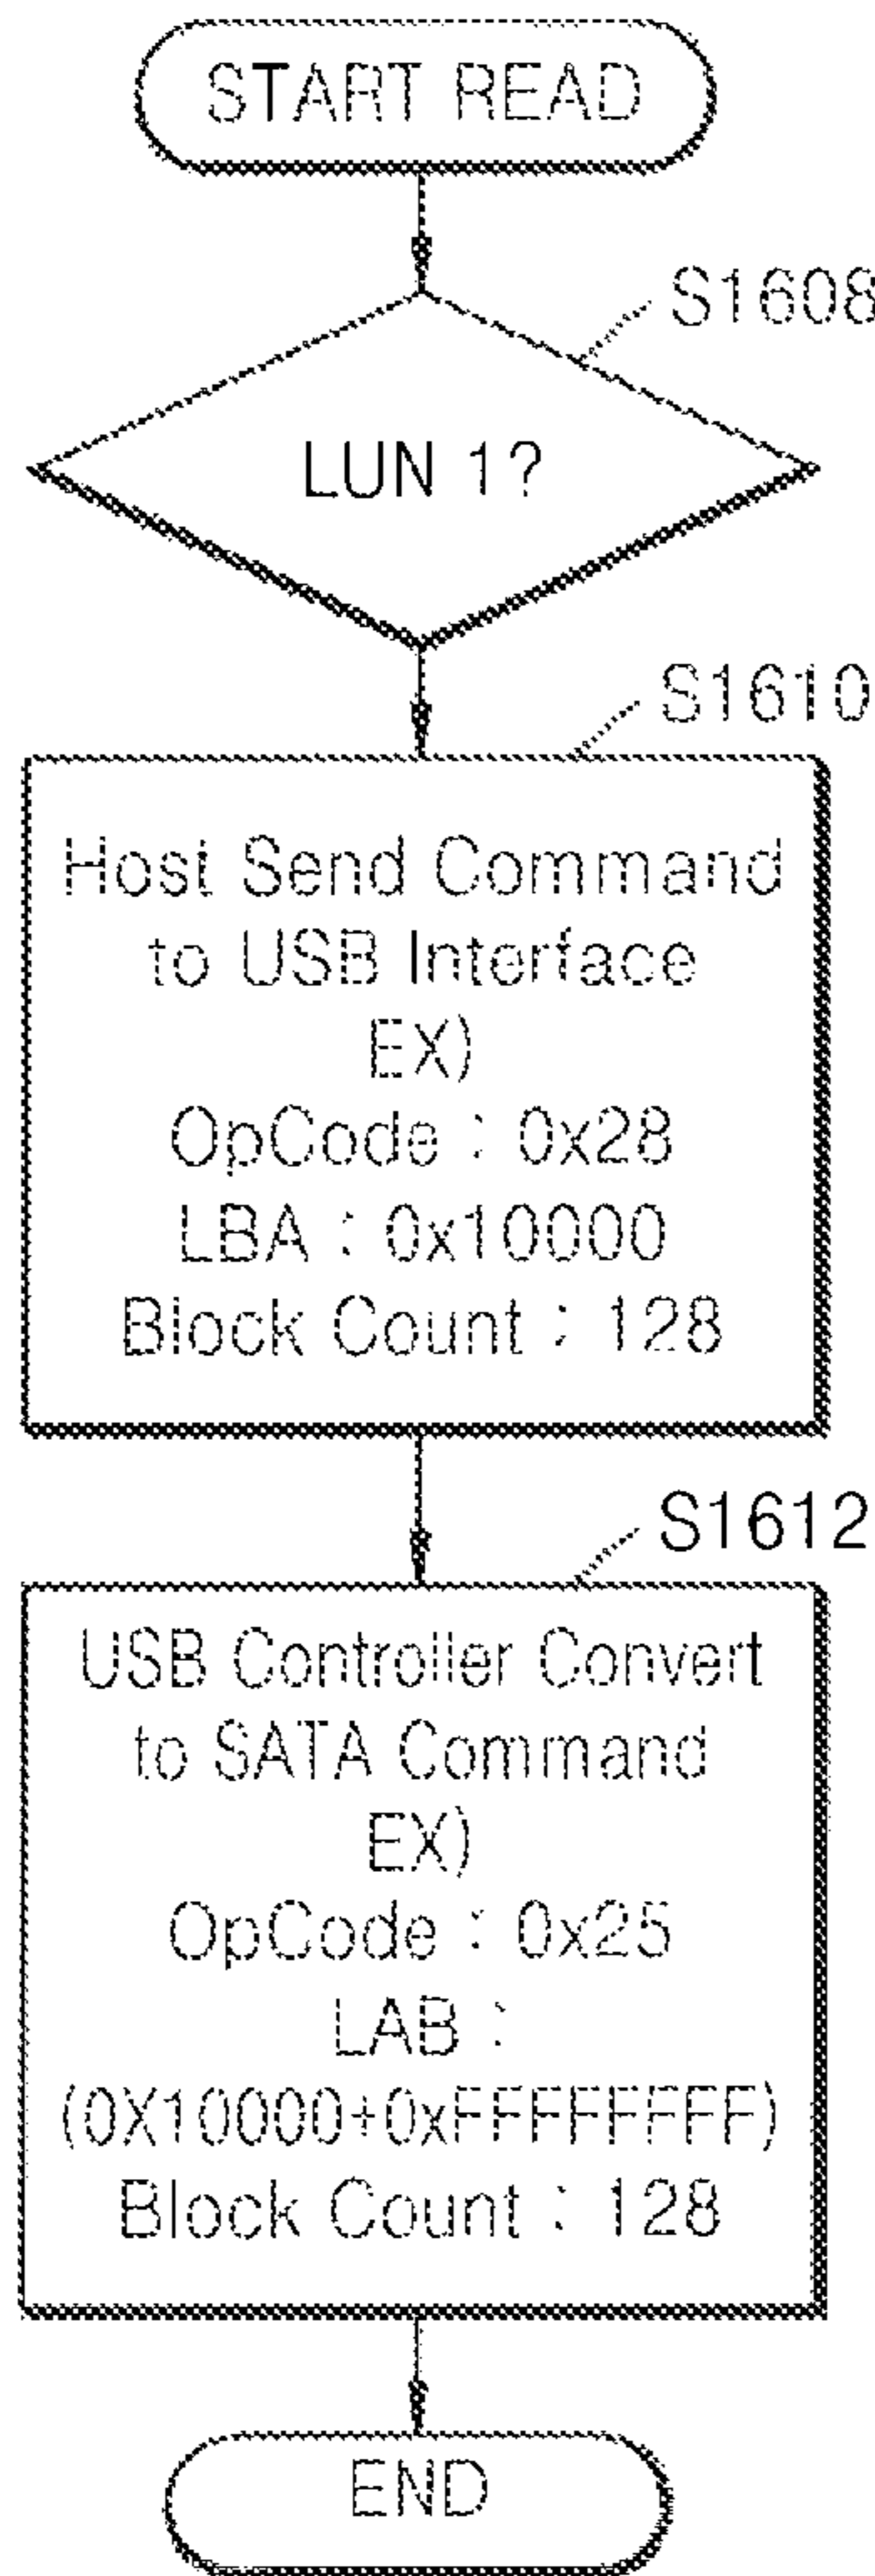 START READ
S1608
LUN 1?
S1610
Host Send Command
to USB Interface
EX)
OpCode : 0x28
LBA : 0x10000
Block Count : 128
S1612
USB Controller Convert
to SATA Command
EX)
OpCode : 0x25
LAB :
(0X10000+0xFFFFFFFF)
Block Count : 128
END